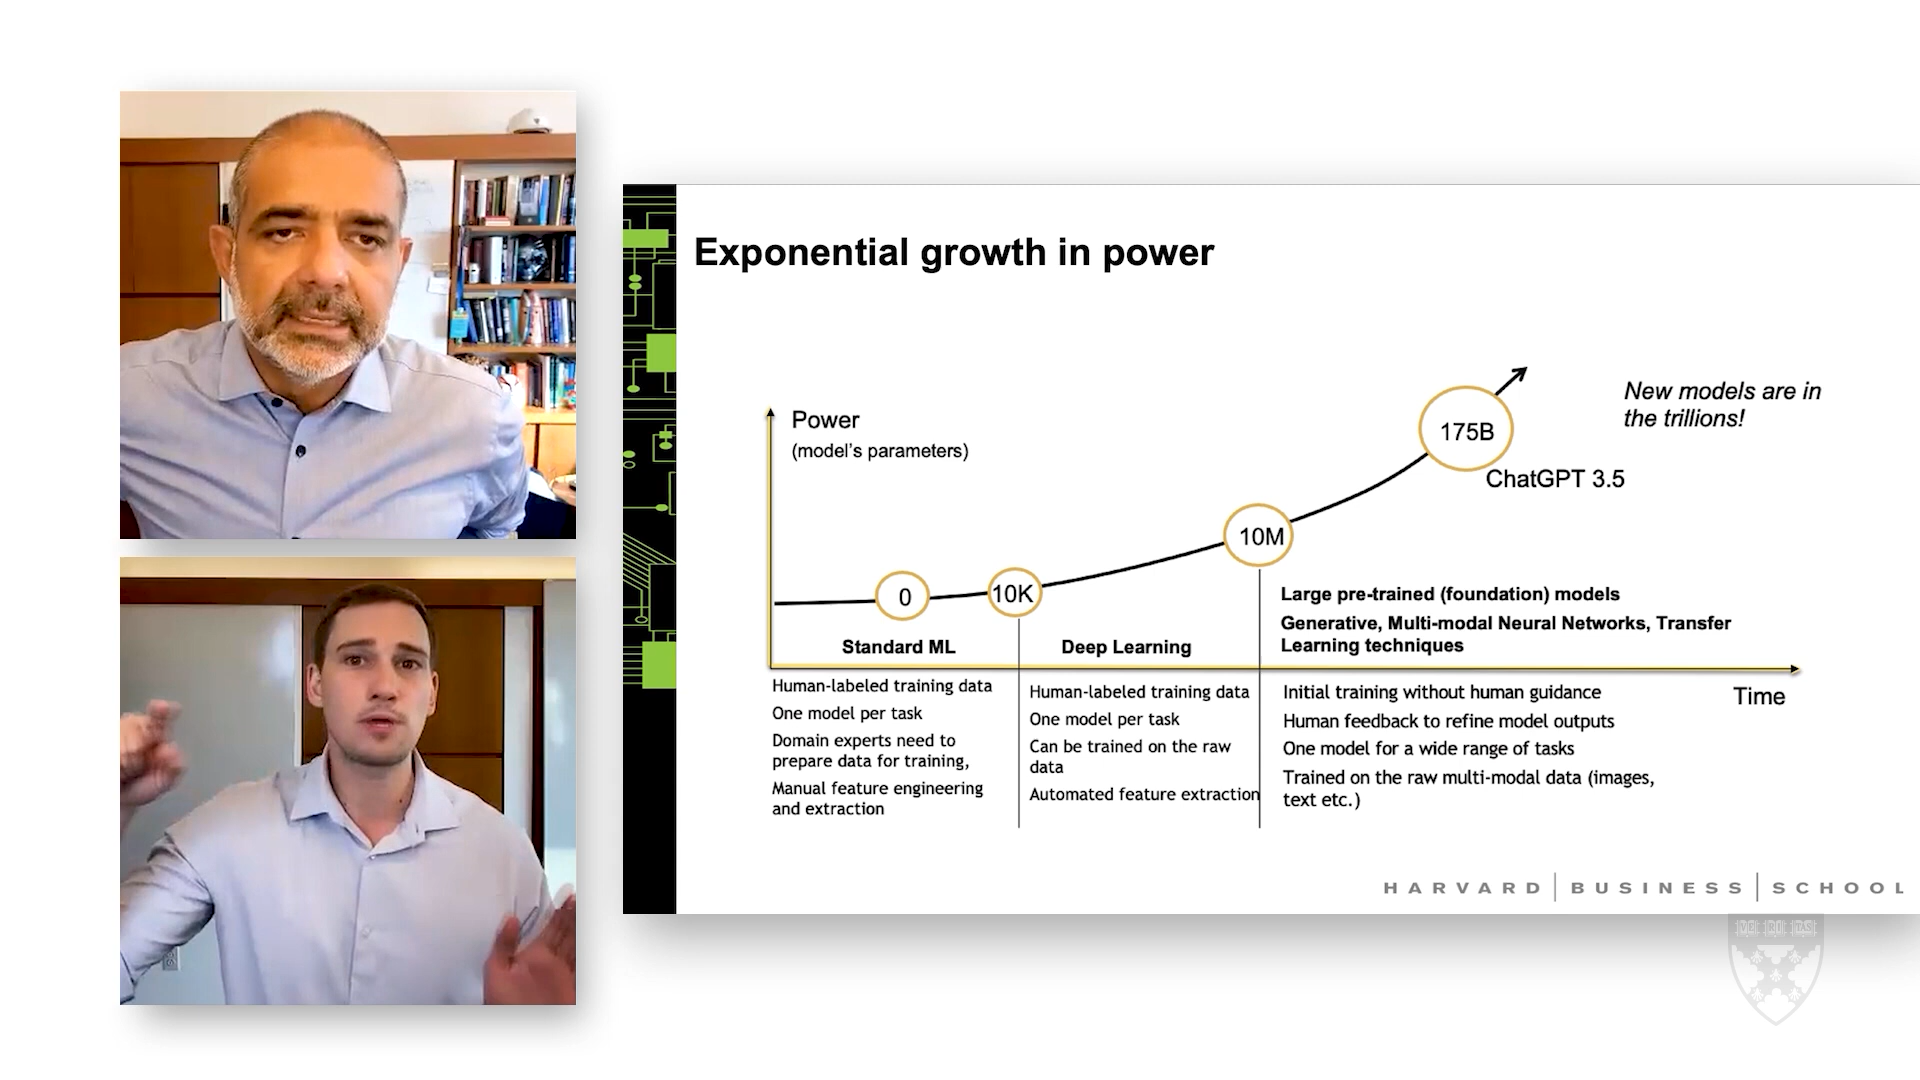 Exponential growth in power
Power
(model's parameters)
New models are in
the trillions!
175B
ChatGPT 3.5
10M
0
10K
Large pre-trained (foundation) models
Generative, Multi-modal Neural Networks, Transfer
Learning techniques
Standard ML
Deep Learning
Time
Human-labeled training data
One model per task
Domain experts need to
prepare data for training,
Manual feature engineering
and extraction
Human-labeled training data
One model per task
Can be trained on the raw
data
Automated feature extraction
Initial training without human guidance
Human feedback to refine model outputs
One model for a wide range of tasks
Trained on the raw multi-modal data (images,
text etc.)
HARVARD | BUSINESS | SCHOOL